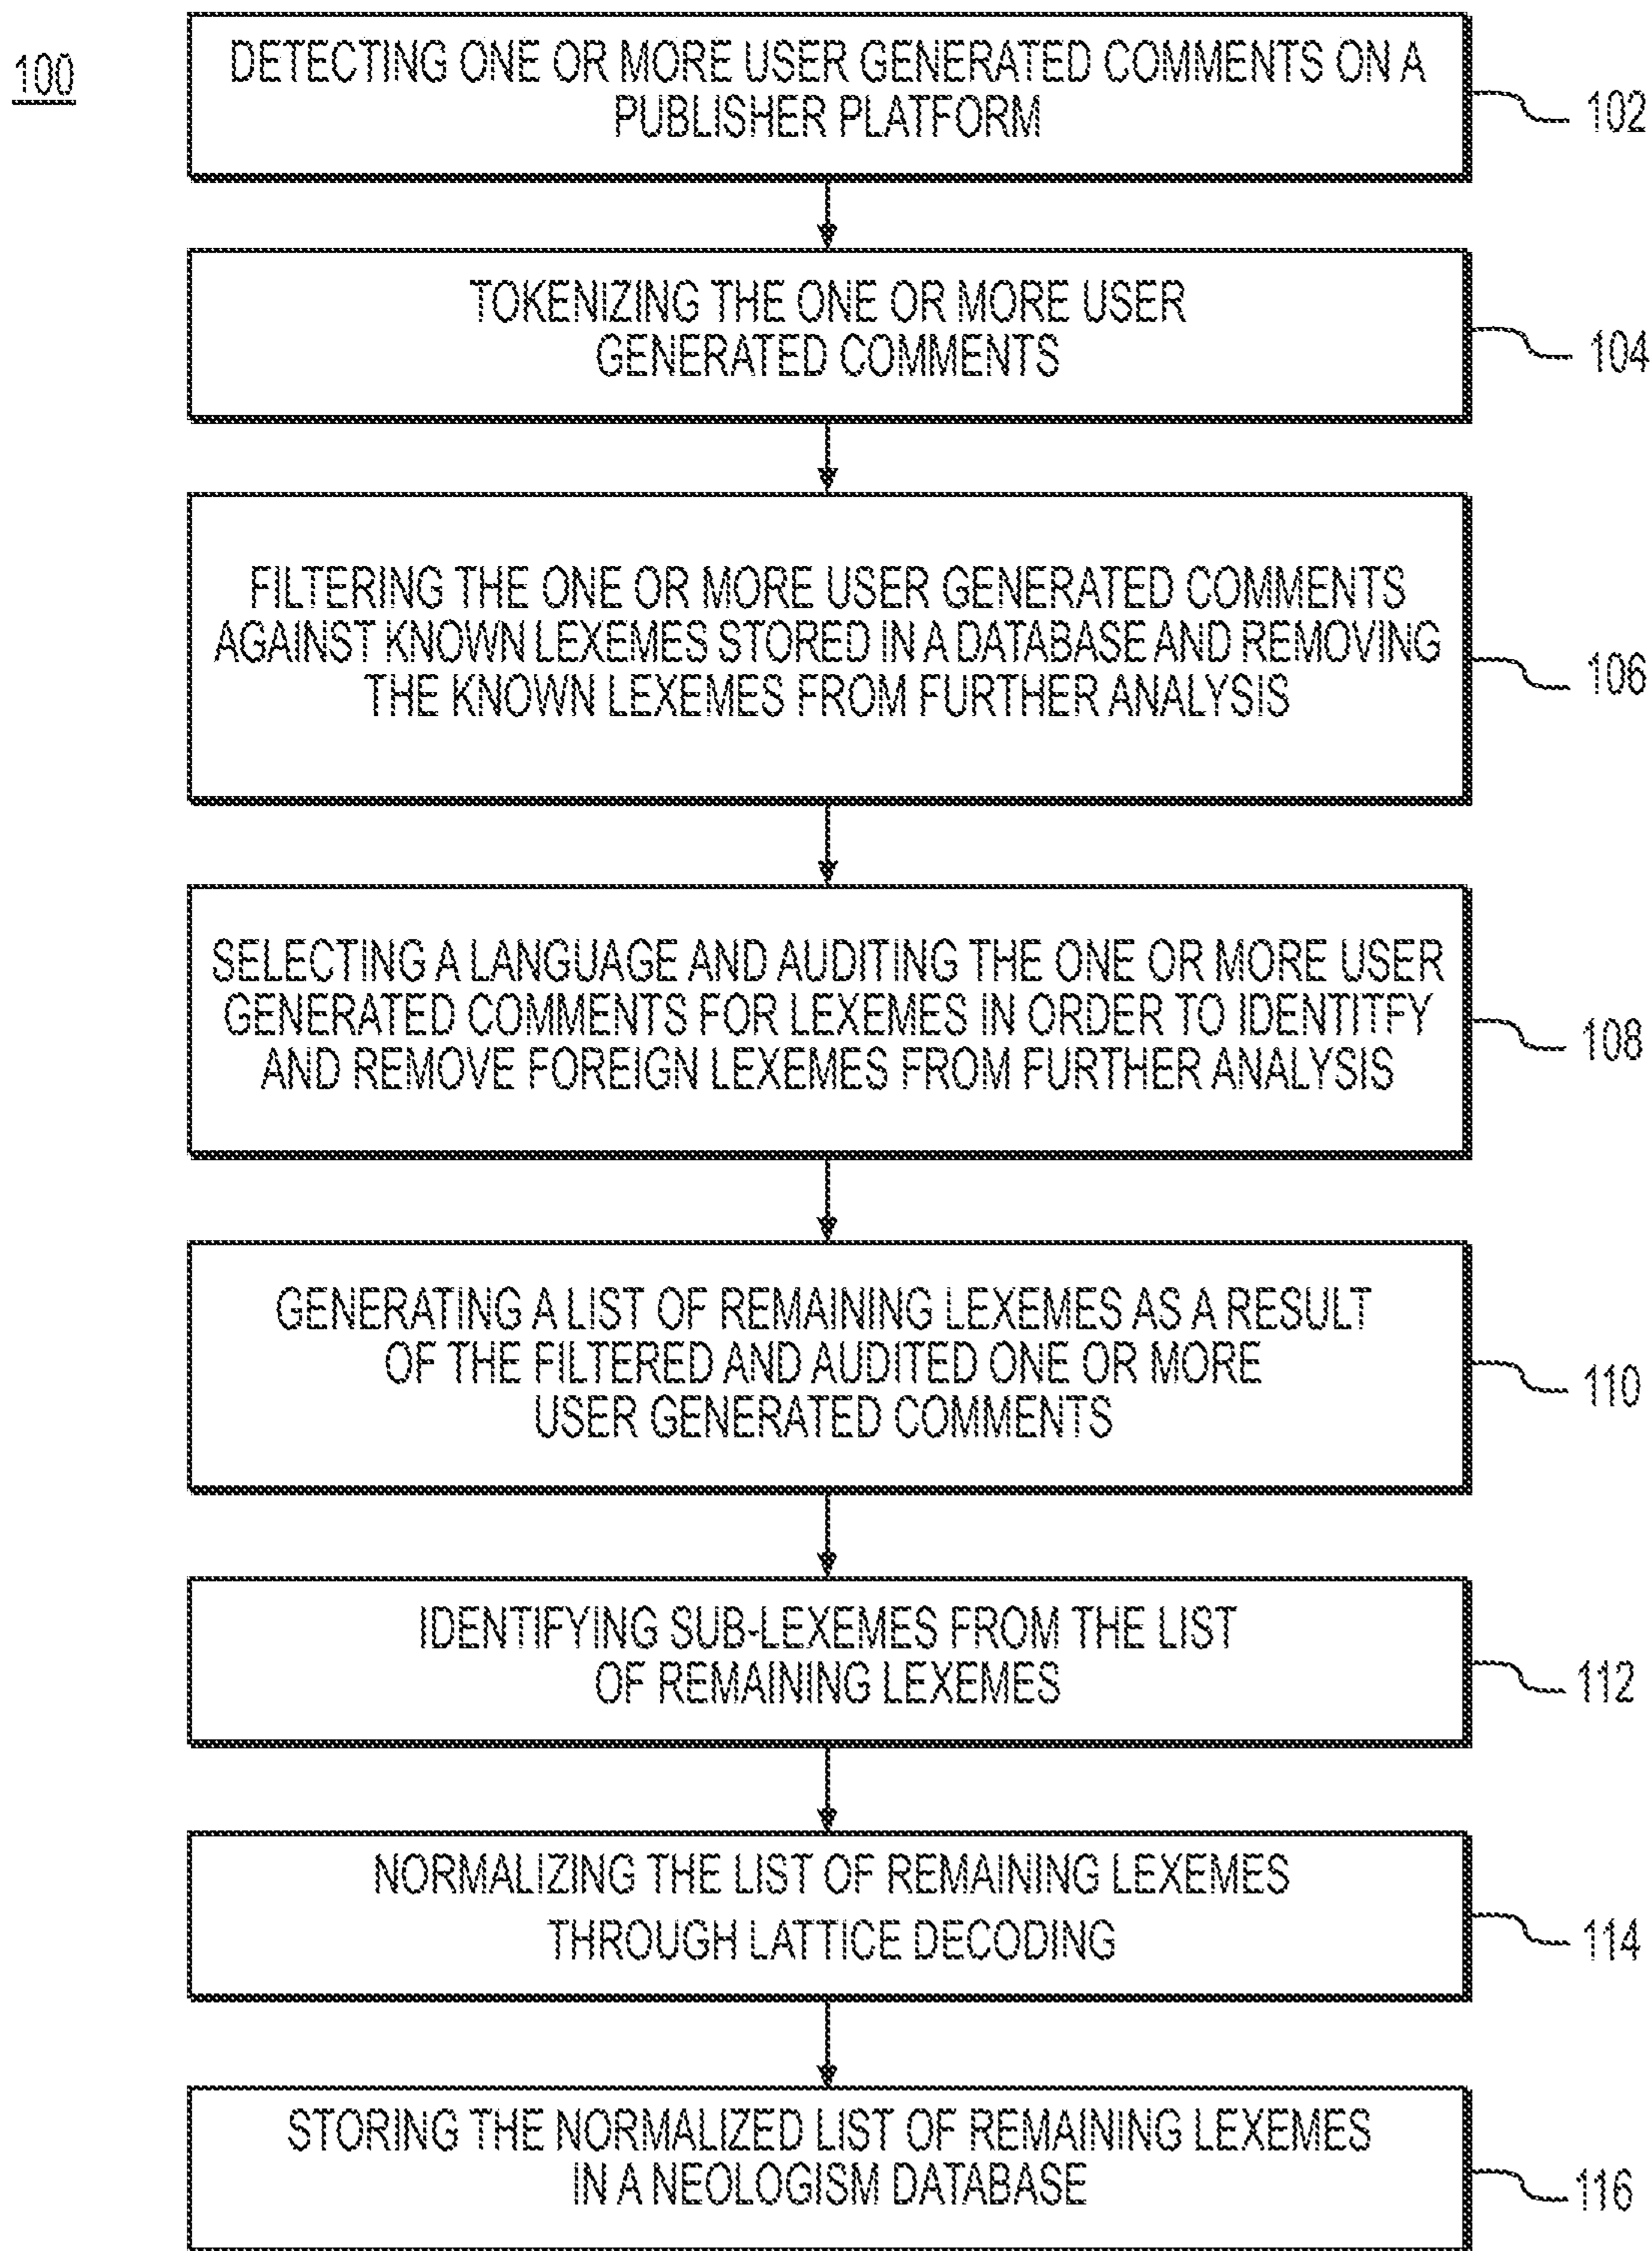 100
DETECTING ONE OR MORE USER GENERATED COMMENTS ON A
PUBLISHER PLATFORM
102
TOKENIZING THE ONE OR MORE USER
GENERATED COMMENTS
104
FILTERING THE ONE OR MORE USER GENERATED COMMENTS
AGAINST KNOWN LEXEMES STORED IN A DATABASE AND REMOVING
THE KNOWN LEXEMES FROM FURTHER ANALYSIS
106
SELECTING A LANGUAGE AND AUDITING THE ONE OR MORE USER
GENERATED COMMENTS FOR LEXEMES IN ORDER TO IDENTITFY
AND REMOVE FOREIGN LEXEMES FROM FURTHER ANALYSIS
108
GENERATING A LIST OF REMAINING LEXEMES AS A RESULT
OF THE FILTERED AND AUDITED ONE OR MORE
USER GENERATED COMMENTS
110
IDENTIFYING SUB-LEXEMES FROM THE LIST
OF REMAINING LEXEMES
112
NORMALIZING THE LIST OF REMAINING LEXEMES
THROUGH LATTICE DECODING
114
STORING THE NORMALIZED LIST OF REMAINING LEXEMES
IN A NEOLOGISM DATABASE
116